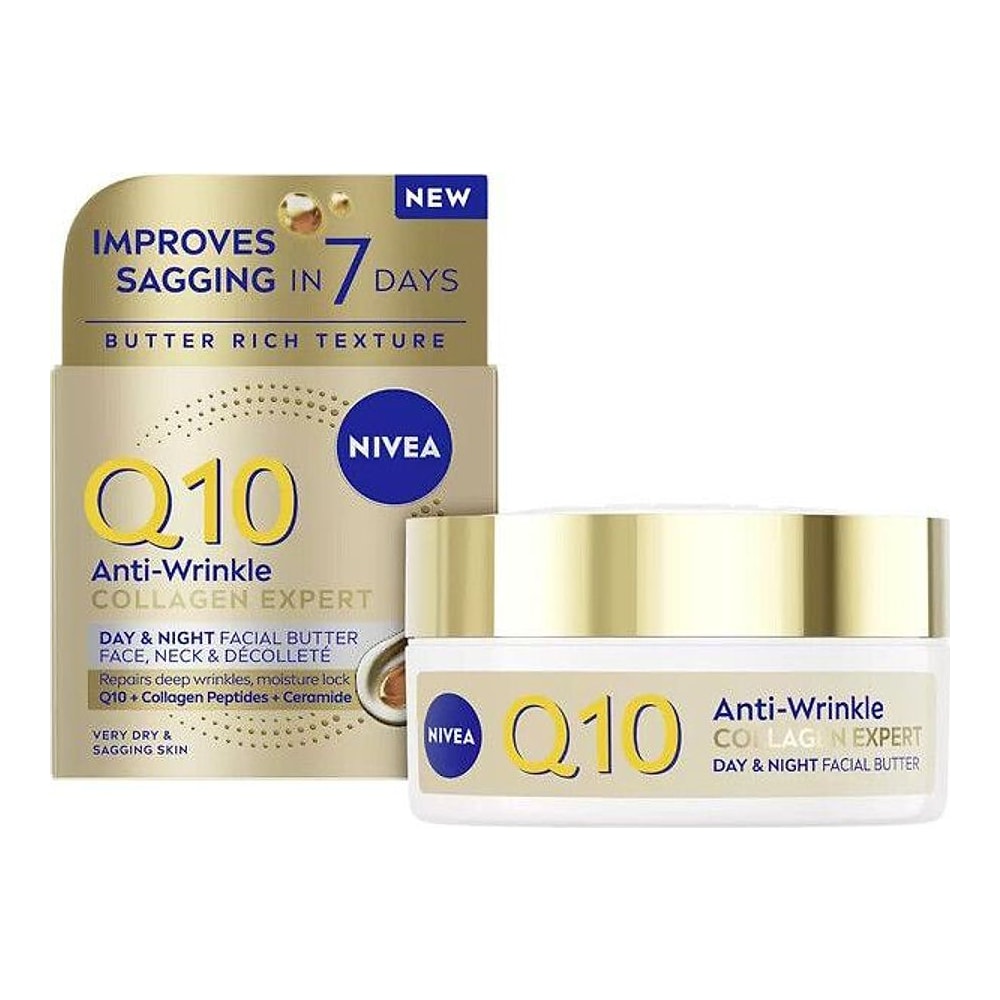 NEW
IMPROVES
SAGGING IN 7 DAYS
BUTTER RICH TEXTURE
NIVEA
Q10
Anti-Wrinkle
COLLAGEN EXPERT
DAY & NIGHT FACIAL BUTTER
FACE, NECK & DÉCOLLETÉ
Repairs deep wrinkles, moisture lock
Q10 + Collagen Peptides + Ceramide
VERY DRY &
SAGGING SKIN
NIVEA
Q10
Anti-Wrinkle
COLLAGEN EXPERT
DAY & NIGHT FACIAL BUTTER